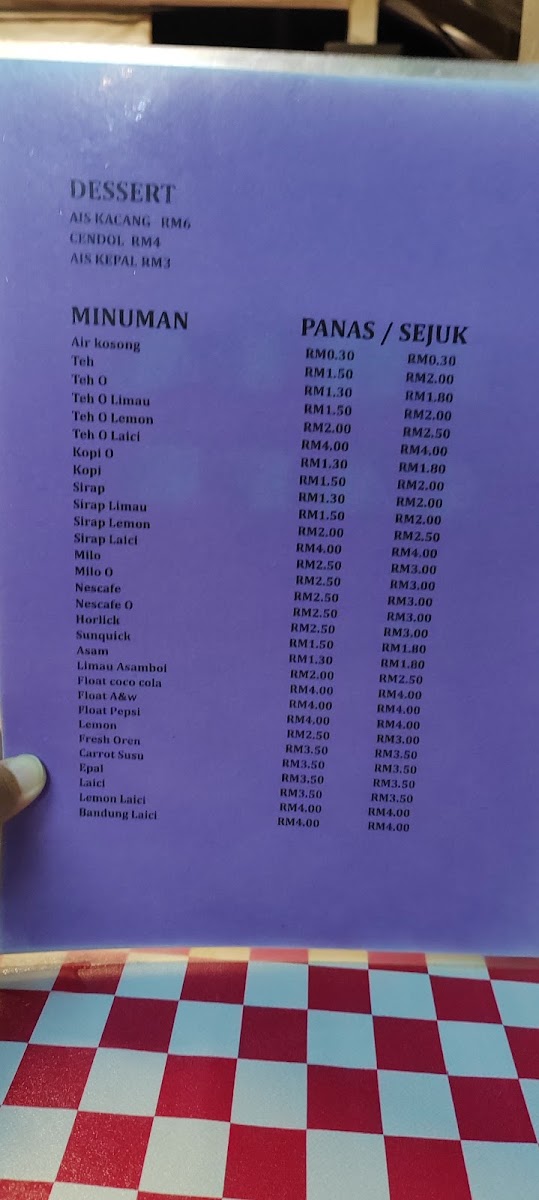 DESSERT
AIS KACANG RM6
CENDOL RM4
AIS KEPAL RM3
MINUMAN PANAS / SEJUK
Air kosong RM0.30 RM0.30
Teh RM1.50 RM2.00
Teh O RM1.30 RM1.80
Teh O Limau RM1.50 RM2.00
Teh O Lemon RM2.00 RM2.50
Teh O Laici RM4.00 RM4.00
Kopi O RM1.30 RM1.80
Kopi RM1.50 RM2.00
Sirap RM1.30 RM2.00
Sirap Limau RM1.50 RM2.00
Sirap Lemon RM2.00 RM2.50
Sirap Laici RM4.00 RM4.00
Milo RM2.50 RM3.00
Milo O RM2.50 RM3.00
Nescafe RM2.50 RM3.00
Nescafe O RM2.50 RM3.00
Horlick RM2.50 RM3.00
Sunquick RM1.50 RM1.80
Asam RM1.30 RM1.80
Limau Asamboi RM2.00 RM2.50
Float coco cola RM4.00 RM4.00
Float A&w RM4.00 RM4.00
Float Pepsi RM4.00 RM4.00
Lemon RM2.50 RM3.00
Fresh Oren RM3.50 RM3.50
Carrot Susu RM3.50 RM3.50
Epal RM3.50 RM3.50
Laici RM3.50 RM3.50
Lemon Laici RM4.00 RM4.00
Bandung Laici RM4.00 RM4.00